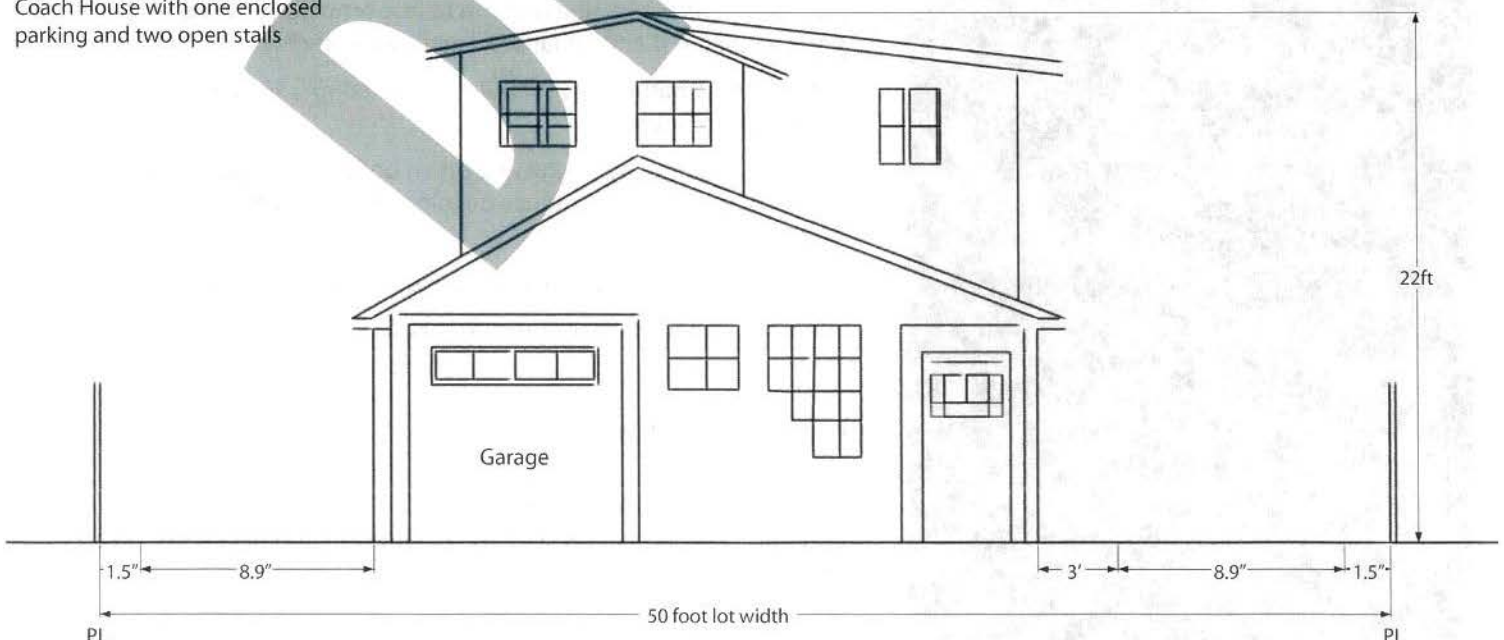 Coach House with one enclosed
parking and two open stalls
22ft
Garage
1.5” 8.9” 3’ 8.9” 1.5”
50 foot lot width
PL PL